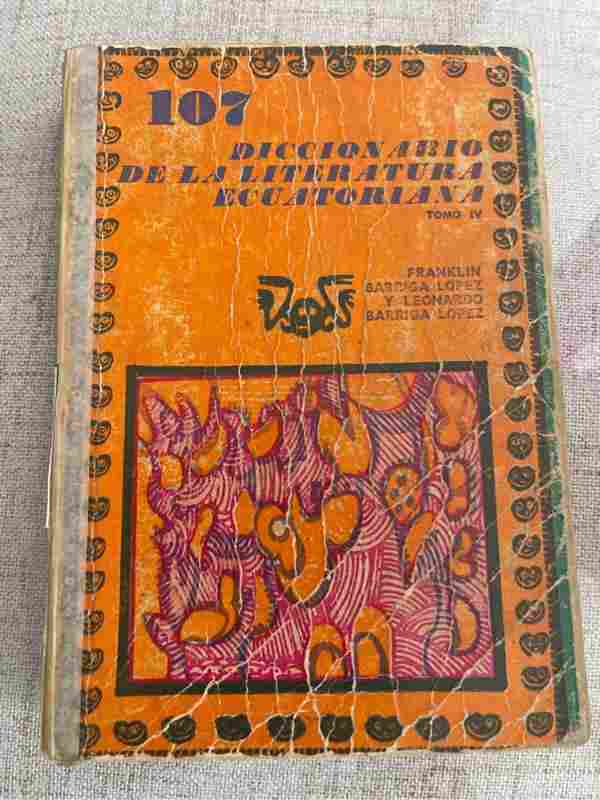 107
DICCIONARIO
DE LA LITERATURA
ECUATORIANA
TOMO IV
FRANKLIN
BARRIGA LOPEZ
Y LEONARDO
BARRIGA LOPEZ